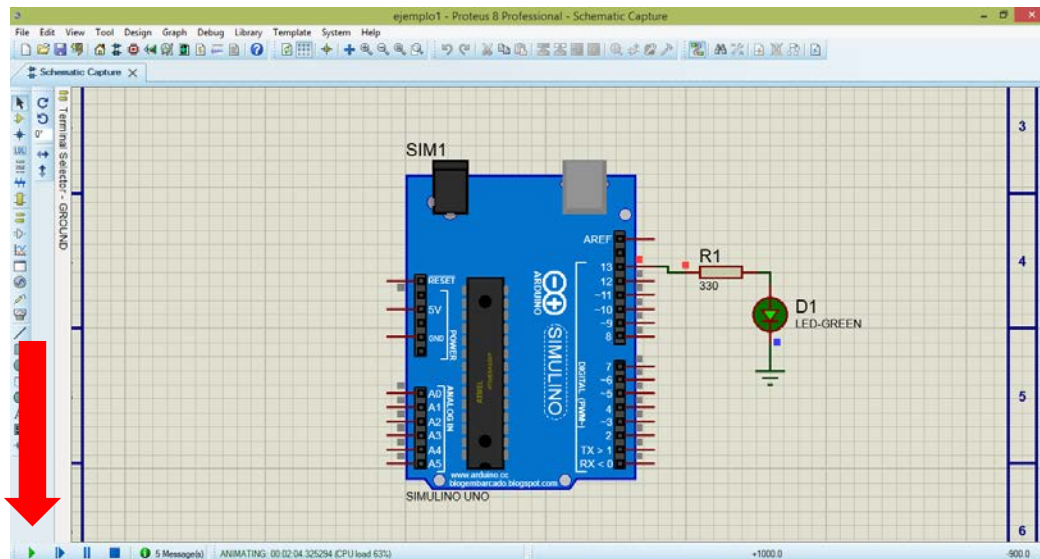 ejemplo1 - Proteus 8 Professional - Schematic Capture
File Edit View Tool Design Graph Debug Library Template System Help
Schematic Capture
0°
Terminal Selector - GROUND
LBL
3
4
5
6
SIM1
AREF
13
12
~11
~10
~9
8
7
~6
~5
4
~3
2
TX > 1
RX < 0
RESET
5V
GND
POWER
A0
A1
A2
A3
A4
A5
ANALOG IN
ATMEL
ARDUINO
SIMULINO
DIGITAL (PWM~)
www.arduino.cc
blogembarcado.blogspot.com
SIMULINO UNO
R1
330
D1
LED-GREEN
5 Message(s)
ANIMATING: 00:02:04.325294 (CPU load 63%)
+1000.0
-900.0